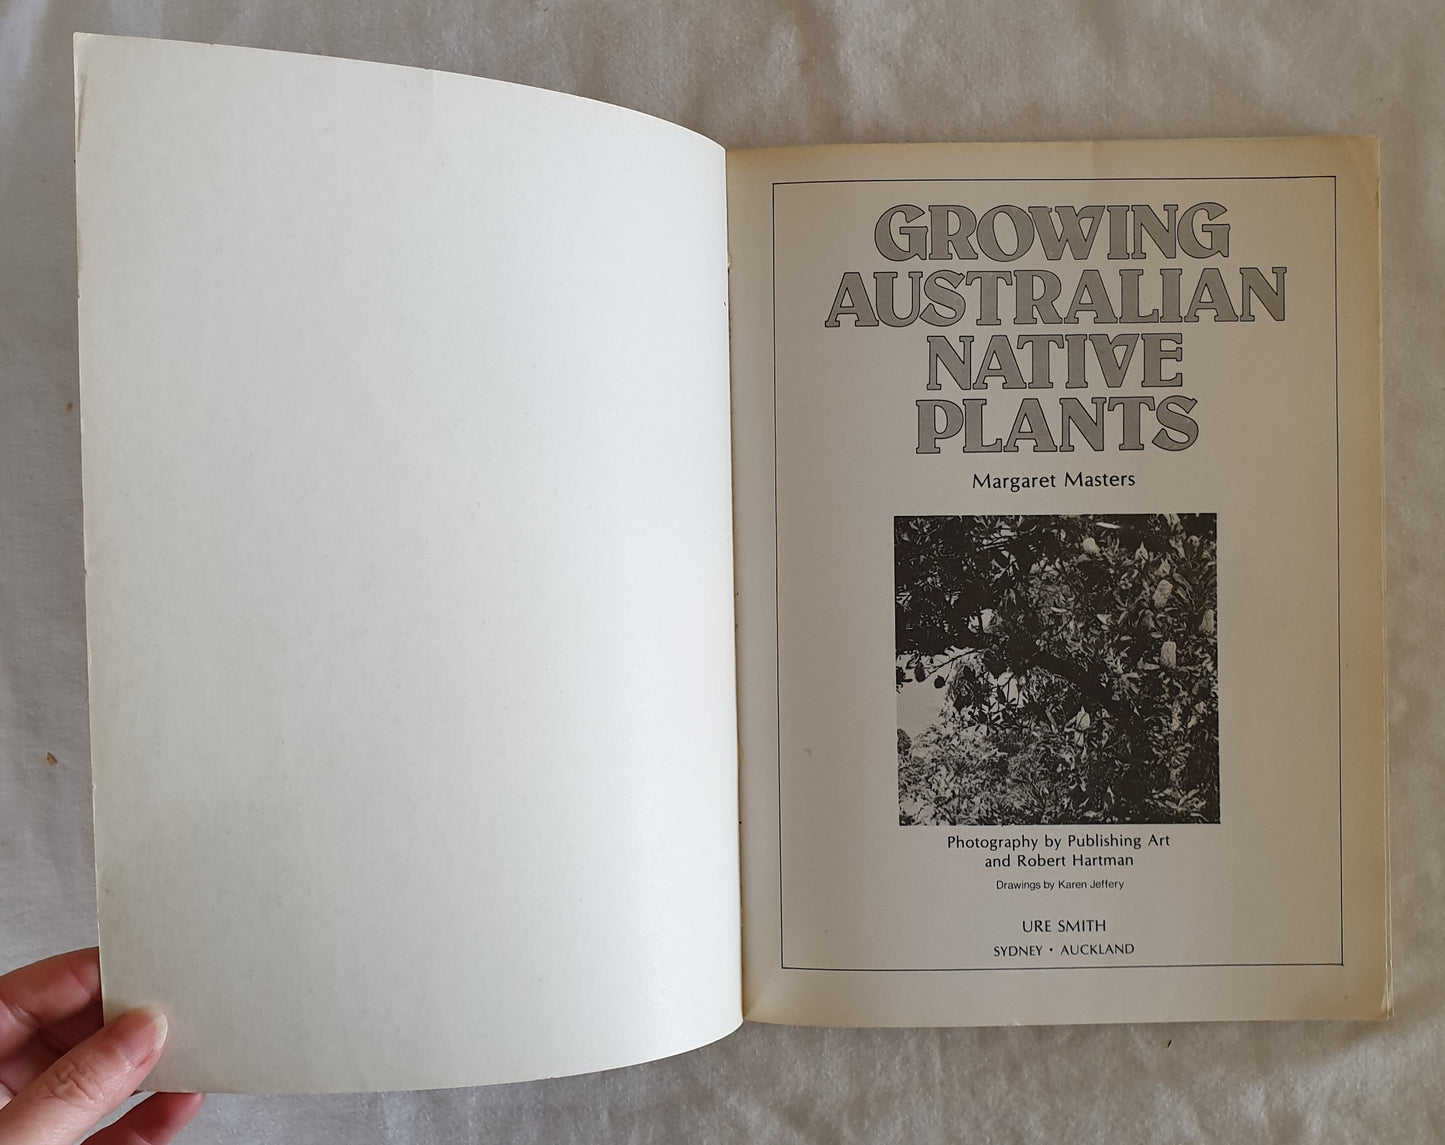 GROWING
AUSTRALIAN
NATIVE
PLANTS
Margaret Masters
Photography by Publishing Art
and Robert Hartman
Drawings by Karen Jeffery
URE SMITH
SYDNEY • AUCKLAND